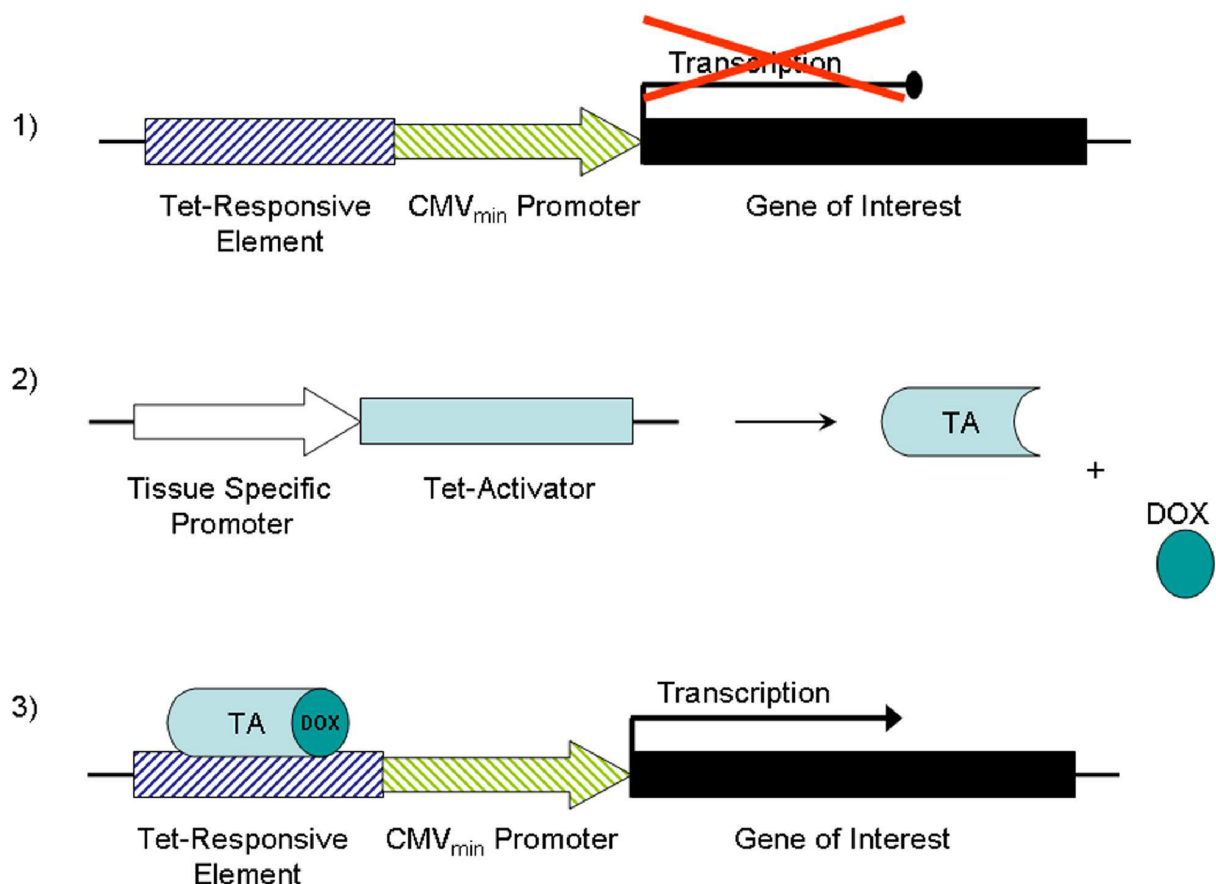 Transcription
1)
Tet-Responsive
Element
CMVmin Promoter
Gene of Interest
2)
TA
+
Tissue Specific
Promoter
Tet-Activator
DOX
3)
TA
DOX
Transcription
Tet-Responsive
Element
CMVmin Promoter
Gene of Interest